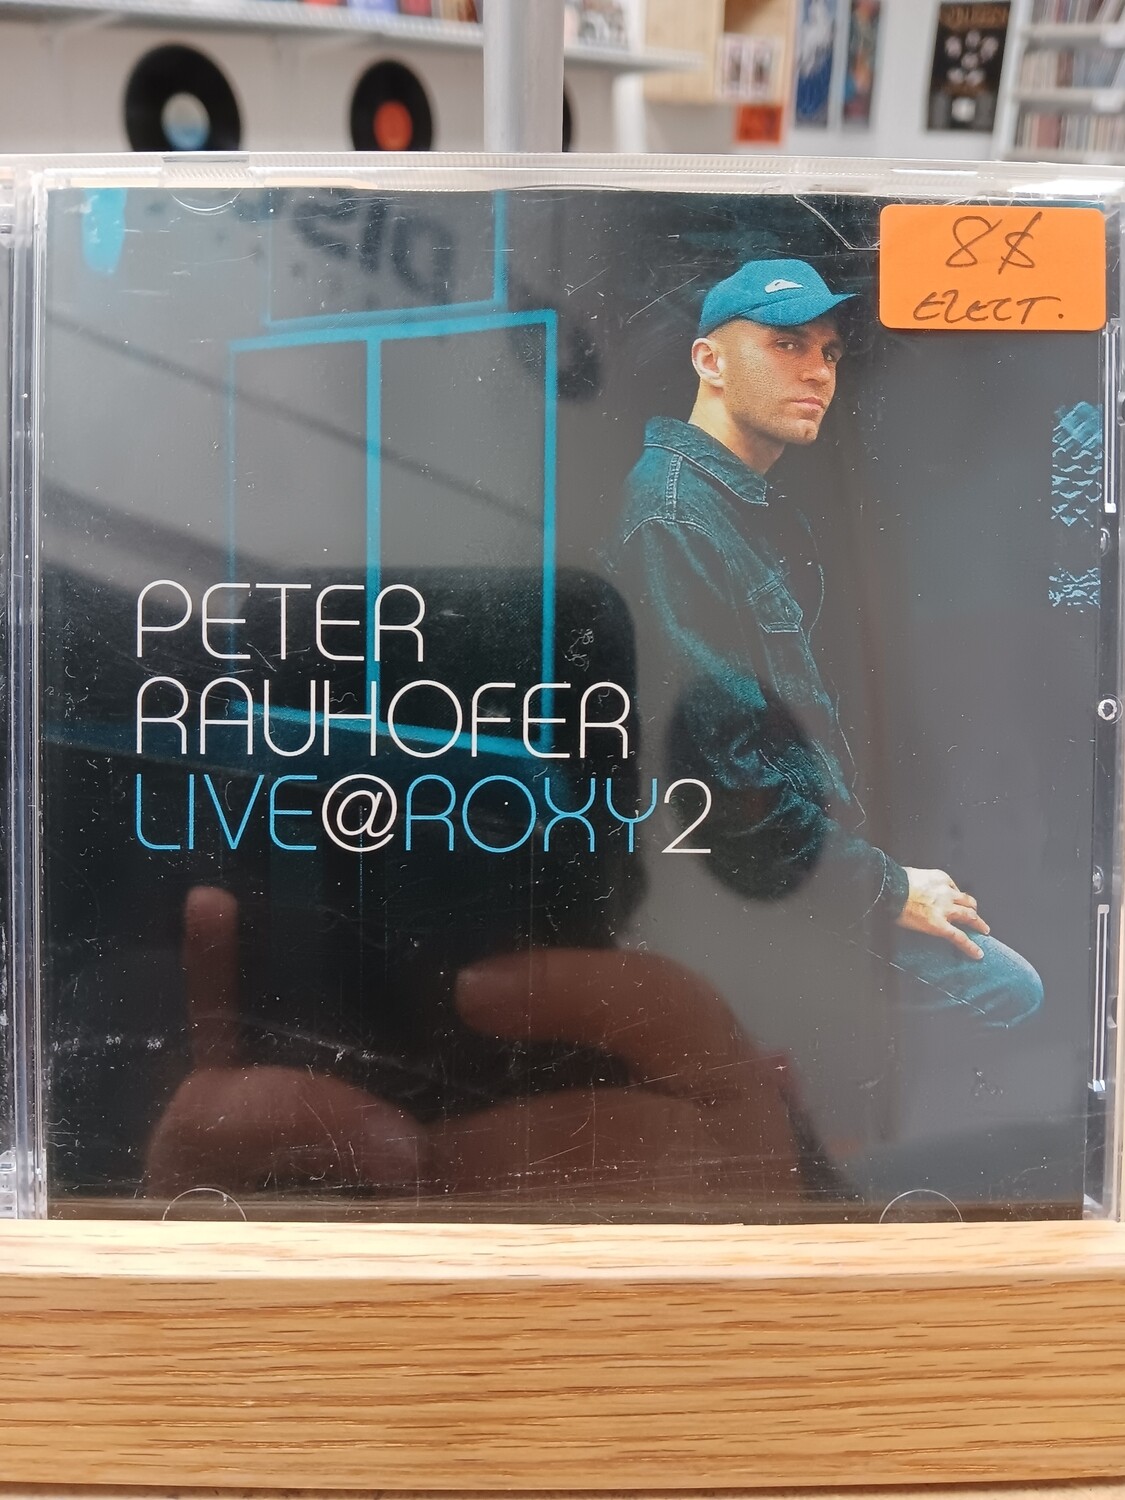 8$
ELECT.
PETER
RAUHOFER
LIVE@ROXY2